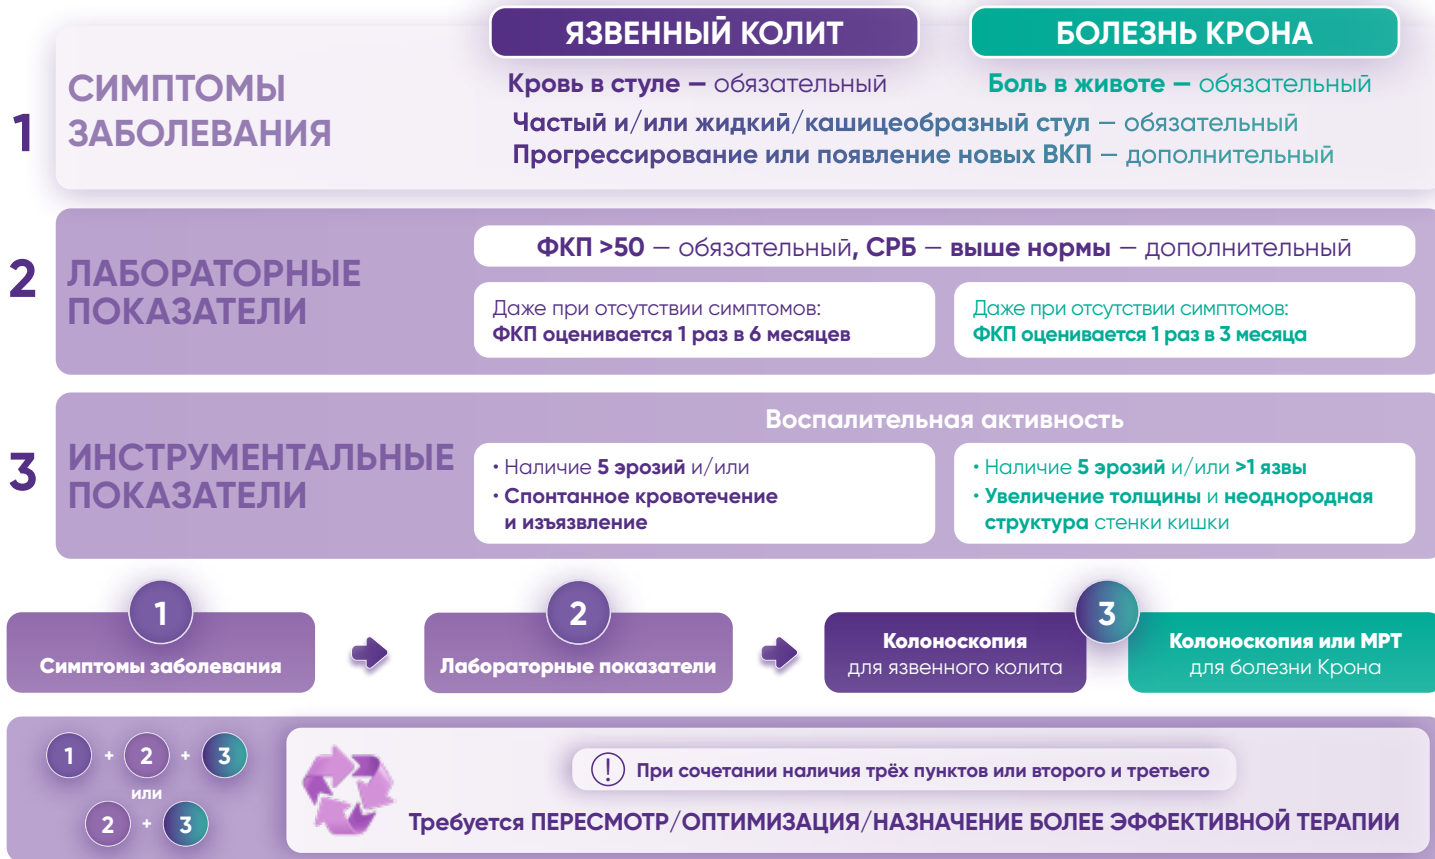 ЯЗВЕННЫЙ КОЛИТ
БОЛЕЗНЬ КРОНА
1
СИМПТОМЫ
ЗАБОЛЕВАНИЯ
Кровь в стуле — обязательный
Боль в животе — обязательный
Частый и/или жидкий/кашицеобразный стул — обязательный
Прогрессирование или появление новых ВКП — дополнительный
2
ЛАБОРАТОРНЫЕ
ПОКАЗАТЕЛИ
ФКП >50 — обязательный, СРБ — выше нормы — дополнительный
Даже при отсутствии симптомов:
ФКП оценивается 1 раз в 6 месяцев
Даже при отсутствии симптомов:
ФКП оценивается 1 раз в 3 месяца
3
ИНСТРУМЕНТАЛЬНЫЕ
ПОКАЗАТЕЛИ
Воспалительная активность
• Наличие 5 эрозий и/или
• Спонтанное кровотечение
и изъязвление
• Наличие 5 эрозий и/или >1 язвы
• Увеличение толщины и неоднородная
структура стенки кишки
1
Симптомы заболевания
2
Лабораторные показатели
3
Колоноскопия
для язвенного колита
Колоноскопия или МРТ
для болезни Крона
1 + 2 + 3
или
2 + 3
! При сочетании наличия трёх пунктов или второго и третьего
Требуется ПЕРЕСМОТР/ОПТИМИЗАЦИЯ/НАЗНАЧЕНИЕ БОЛЕЕ ЭФФЕКТИВНОЙ ТЕРАПИИ